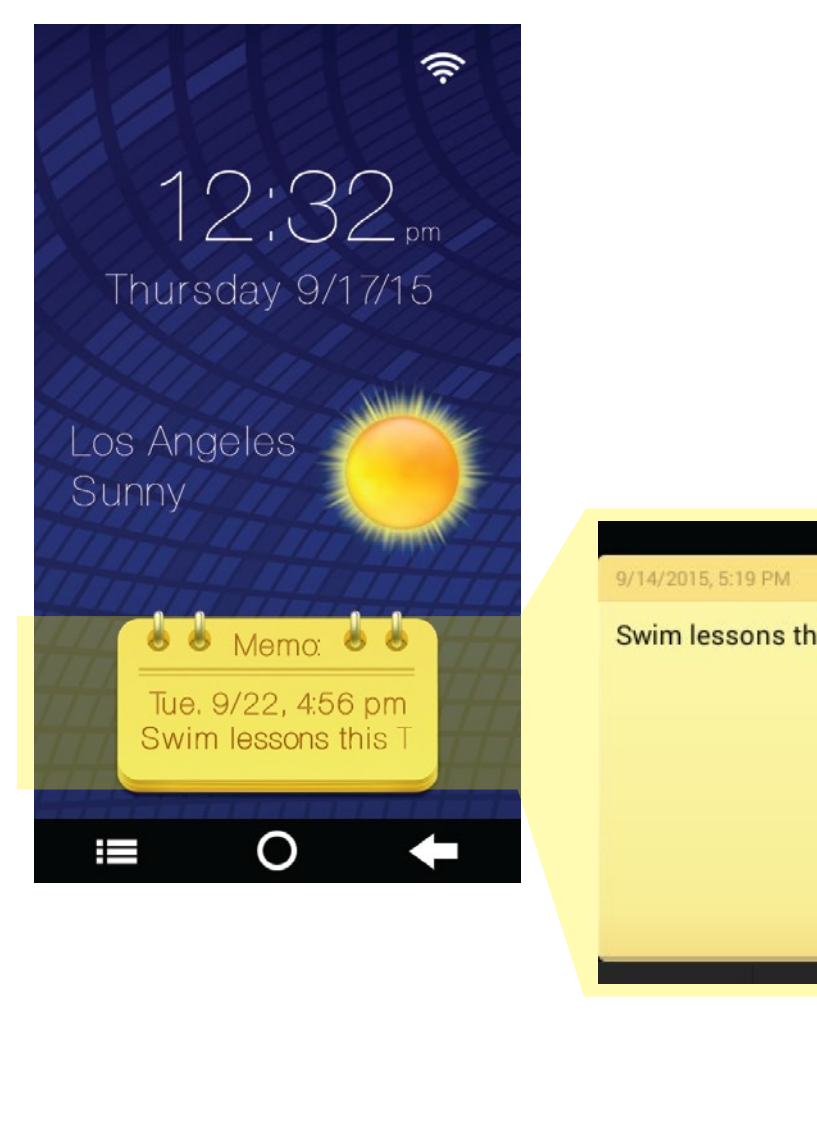 12:32 pm
Thursday 9/17/15
Los Angeles
Sunny
Memo:
Tue. 9/22, 4:56 pm
Swim lessons this T
9/14/2015, 5:19 PM
Swim lessons th